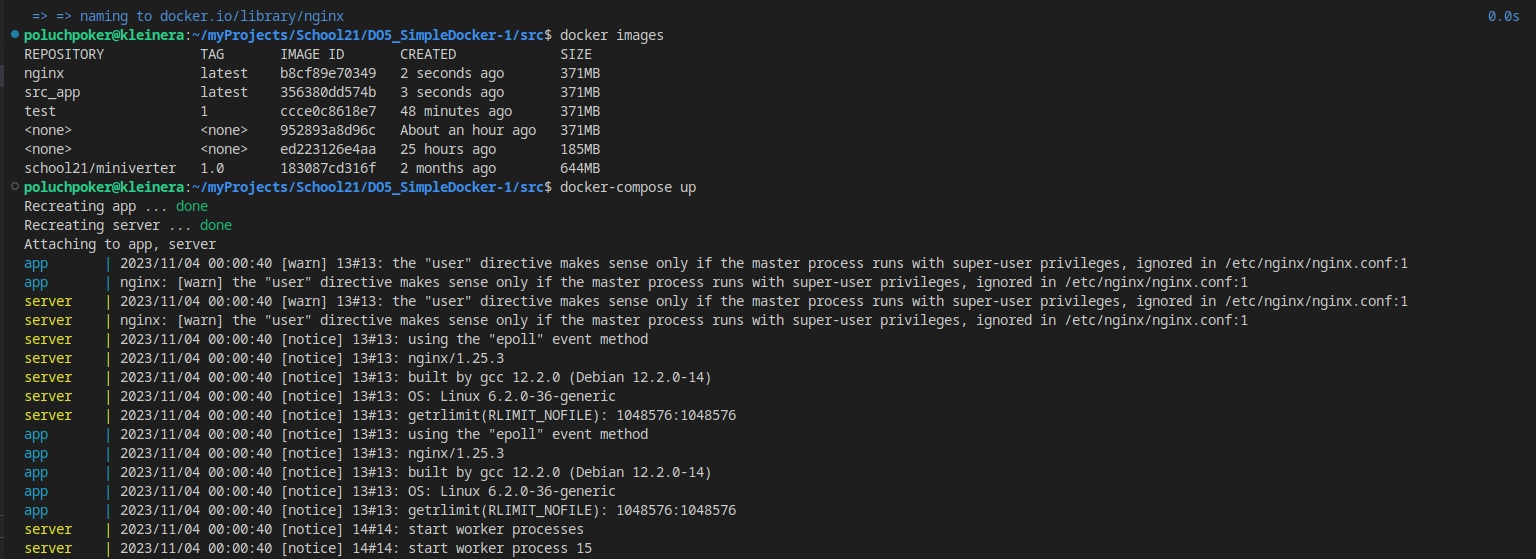 => => naming to docker.io/library/nginx 0.0s
poluchpoker@kleinera:~/myProjects/School21/DO5_SimpleDocker-1/src$ docker images
REPOSITORY TAG IMAGE ID CREATED SIZE
nginx latest b8cf89e70349 2 seconds ago 371MB
src_app latest 356380dd574b 3 seconds ago 371MB
test 1 ccce0c8618e7 48 minutes ago 371MB
<none> <none> 952893a8d96c About an hour ago 371MB
<none> <none> ed223126e4aa 25 hours ago 185MB
school21/miniverter 1.0 183087cd316f 2 months ago 644MB
poluchpoker@kleinera:~/myProjects/School21/DO5_SimpleDocker-1/src$ docker-compose up
Recreating app ... done
Recreating server ... done
Attaching to app, server
app | 2023/11/04 00:00:40 [warn] 13#13: the "user" directive makes sense only if the master process runs with super-user privileges, ignored in /etc/nginx/nginx.conf:1
app | nginx: [warn] the "user" directive makes sense only if the master process runs with super-user privileges, ignored in /etc/nginx/nginx.conf:1
server | 2023/11/04 00:00:40 [warn] 13#13: the "user" directive makes sense only if the master process runs with super-user privileges, ignored in /etc/nginx/nginx.conf:1
server | nginx: [warn] the "user" directive makes sense only if the master process runs with super-user privileges, ignored in /etc/nginx/nginx.conf:1
server | 2023/11/04 00:00:40 [notice] 13#13: using the "epoll" event method
server | 2023/11/04 00:00:40 [notice] 13#13: nginx/1.25.3
server | 2023/11/04 00:00:40 [notice] 13#13: built by gcc 12.2.0 (Debian 12.2.0-14)
server | 2023/11/04 00:00:40 [notice] 13#13: OS: Linux 6.2.0-36-generic
server | 2023/11/04 00:00:40 [notice] 13#13: getrlimit(RLIMIT_NOFILE): 1048576:1048576
app | 2023/11/04 00:00:40 [notice] 13#13: using the "epoll" event method
app | 2023/11/04 00:00:40 [notice] 13#13: nginx/1.25.3
app | 2023/11/04 00:00:40 [notice] 13#13: built by gcc 12.2.0 (Debian 12.2.0-14)
app | 2023/11/04 00:00:40 [notice] 13#13: OS: Linux 6.2.0-36-generic
app | 2023/11/04 00:00:40 [notice] 13#13: getrlimit(RLIMIT_NOFILE): 1048576:1048576
server | 2023/11/04 00:00:40 [notice] 14#14: start worker processes
server | 2023/11/04 00:00:40 [notice] 14#14: start worker process 15